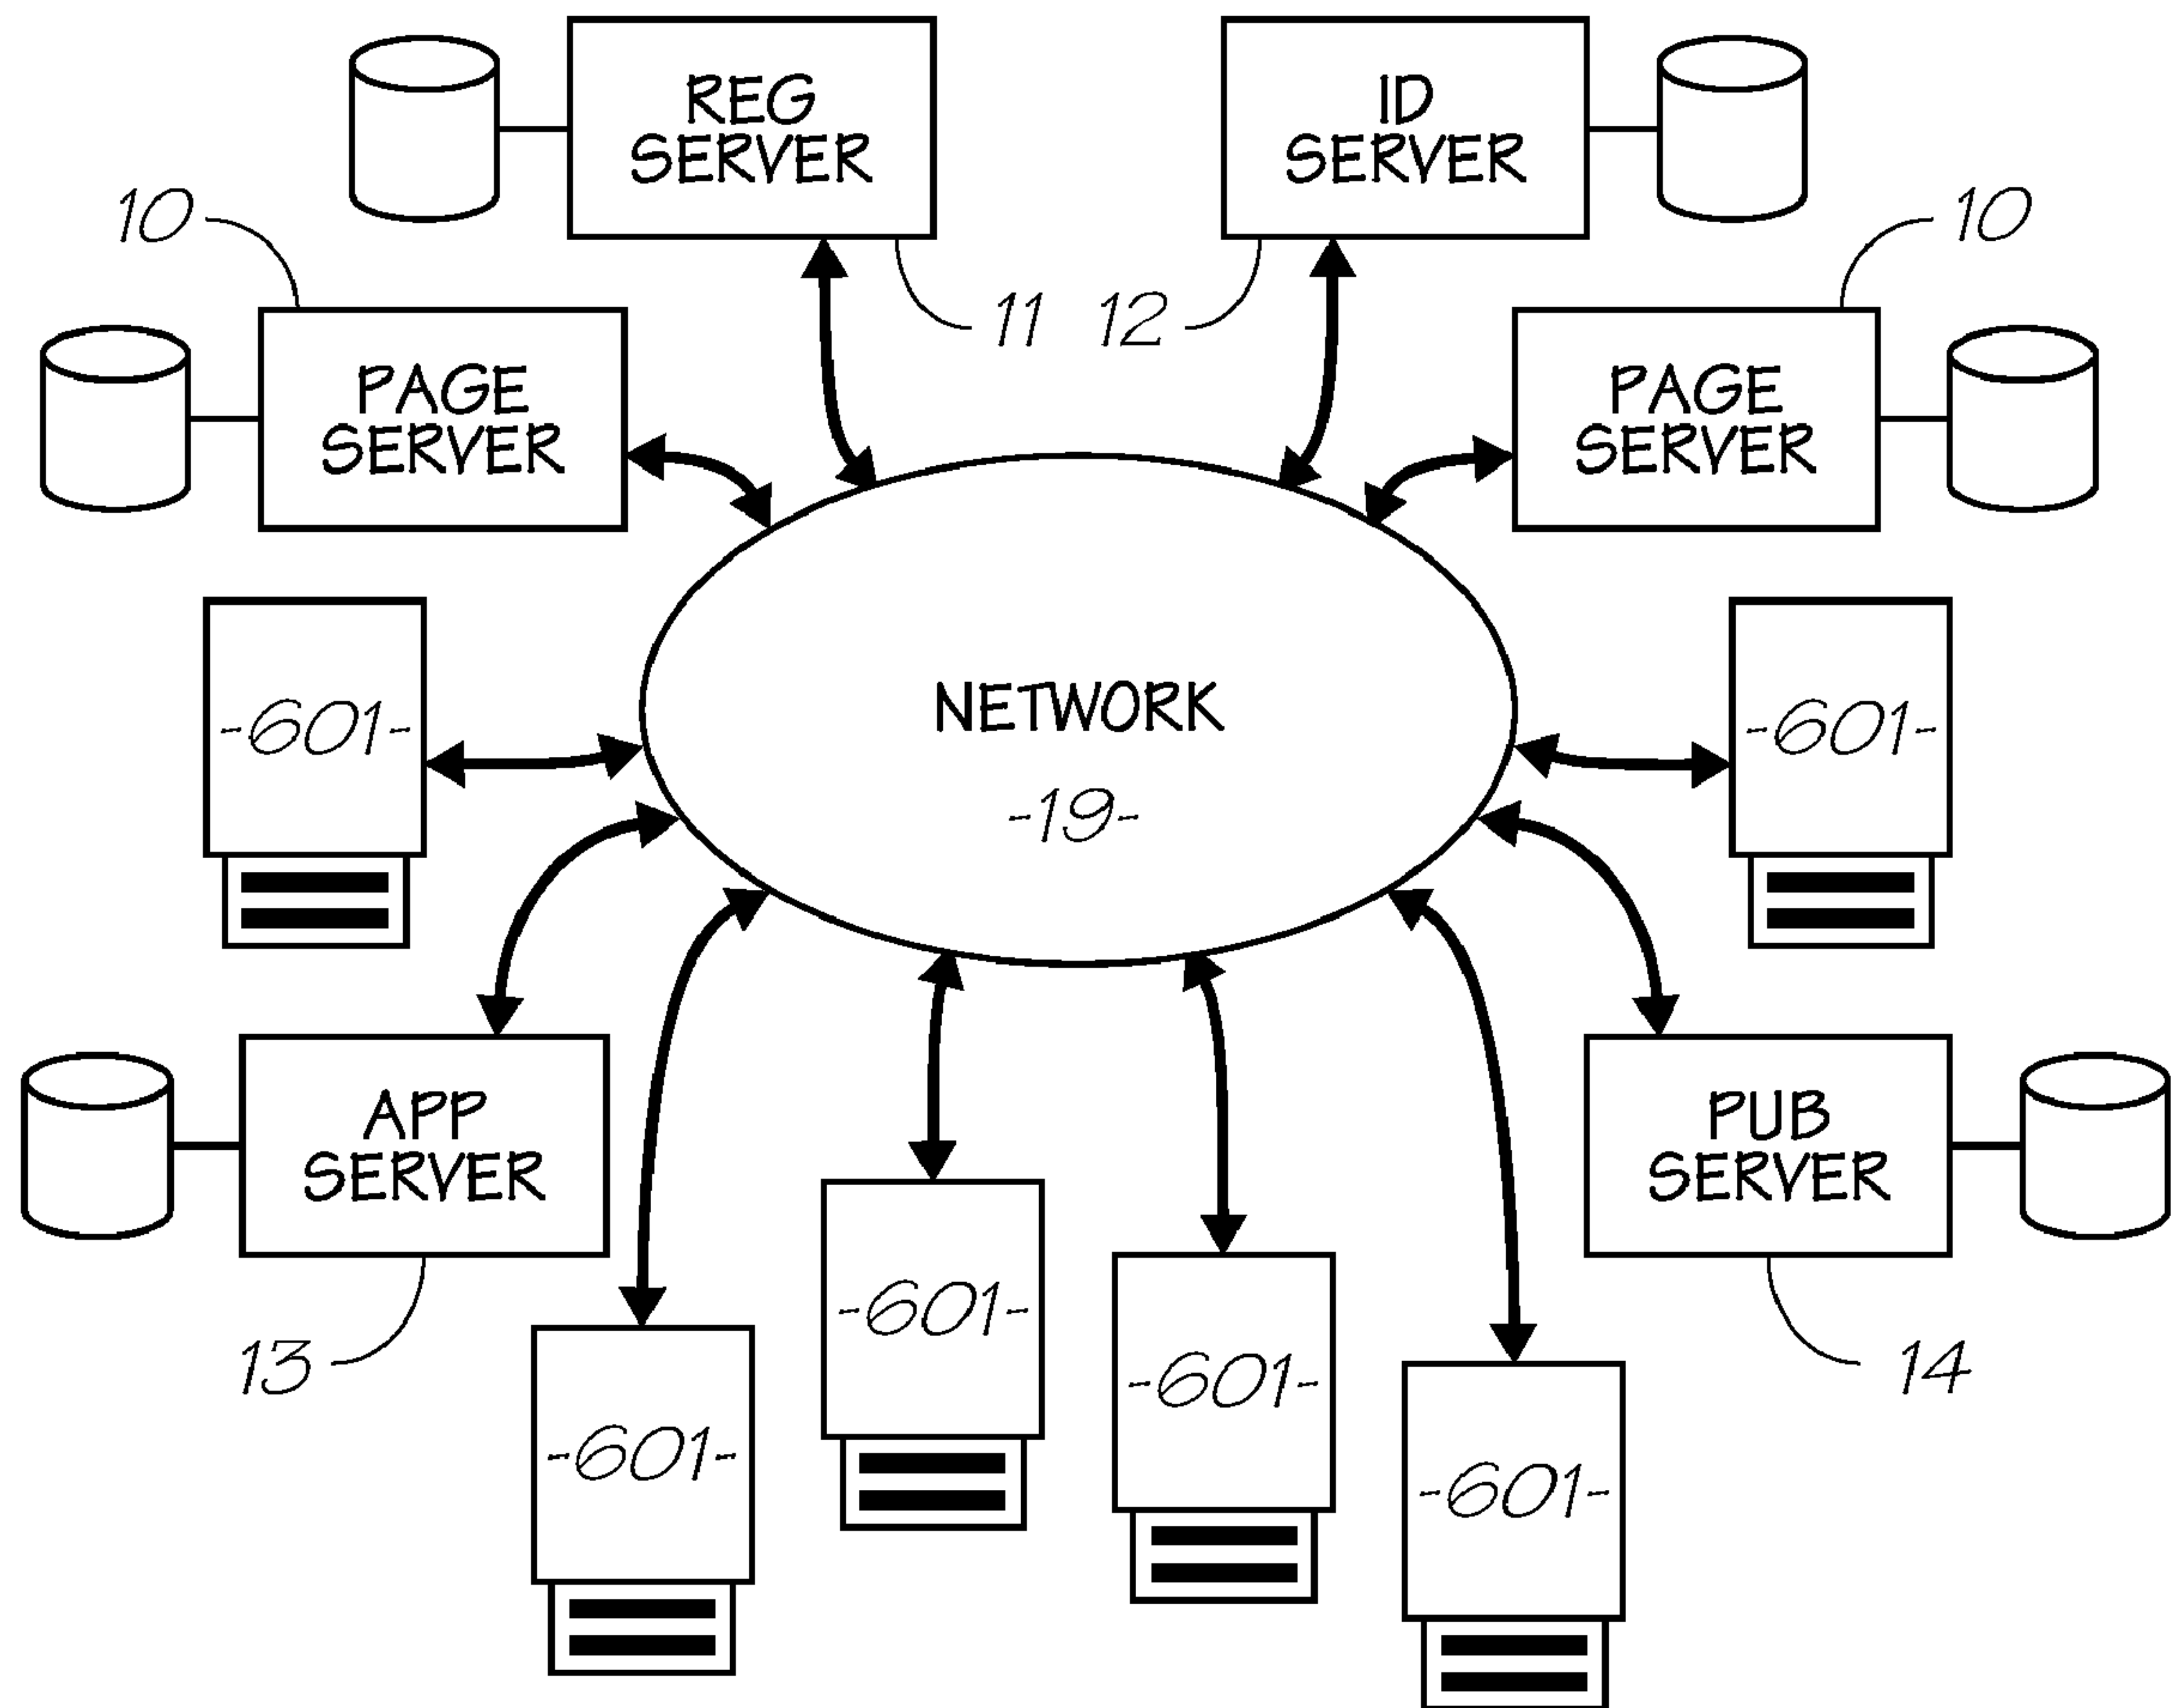 REG
SERVER
ID
SERVER
10
10
11
12
PAGE
SERVER
PAGE
SERVER
-601-
NETWORK
-19-
-601-
APP
SERVER
PUB
SERVER
13
-601-
-601-
-601-
-601-
14